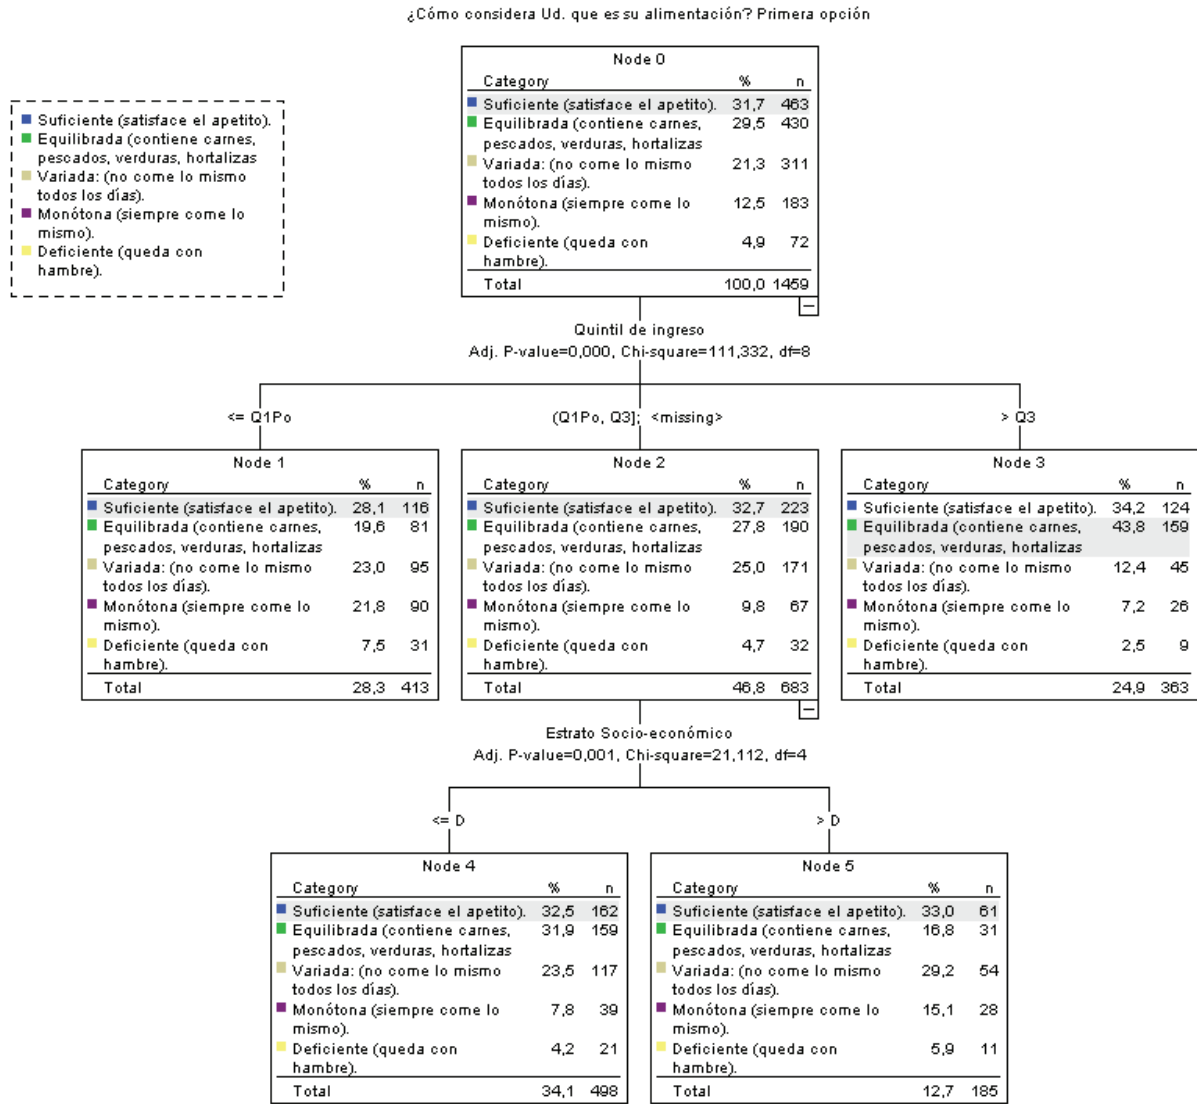 ¿Cómo considera Ud. que es su alimentación? Primera opción
Suficiente (satisface el apetito).
Equilibrada (contiene carnes,
pescados, verduras, hortalizas
Variada: (no come lo mismo
todos los días).
Monótona (siempre come lo
mismo).
Deficiente (queda con
hambre).
Node 0
Category % n
Suficiente (satisface el apetito). 31,7 463
Equilibrada (contiene carnes, 29,5 430
pescados, verduras, hortalizas
Variada: (no come lo mismo 21,3 311
todos los días).
Monótona (siempre come lo 12,5 183
mismo).
Deficiente (queda con 4,9 72
hambre).
Total 100,0 1459
Quintil de ingreso
Adj. P-value=0,000, Chi-square=111,332, df=8
<= Q1Po
(Q1Po, Q3]; <missing>
> Q3
Node 1
Category % n
Suficiente (satisface el apetito). 28,1 116
Equilibrada (contiene carnes, 19,6 81
pescados, verduras, hortalizas
Variada: (no come lo mismo 23,0 95
todos los días).
Monótona (siempre come lo 21,8 90
mismo).
Deficiente (queda con 7,5 31
hambre).
Total 28,3 413
Node 2
Category % n
Suficiente (satisface el apetito). 32,7 223
Equilibrada (contiene carnes, 27,8 190
pescados, verduras, hortalizas
Variada: (no come lo mismo 25,0 171
todos los días).
Monótona (siempre come lo 9,8 67
mismo).
Deficiente (queda con 4,7 32
hambre).
Total 46,8 683
Node 3
Category % n
Suficiente (satisface el apetito). 34,2 124
Equilibrada (contiene carnes, 43,8 159
pescados, verduras, hortalizas
Variada: (no come lo mismo 12,4 45
todos los días).
Monótona (siempre come lo 7,2 26
mismo).
Deficiente (queda con 2,5 9
hambre).
Total 24,9 363
Estrato Socio-económico
Adj. P-value=0,001, Chi-square=21,112, df=4
<= D
> D
Node 4
Category % n
Suficiente (satisface el apetito). 32,5 162
Equilibrada (contiene carnes, 31,9 159
pescados, verduras, hortalizas
Variada: (no come lo mismo 23,5 117
todos los días).
Monótona (siempre come lo 7,8 39
mismo).
Deficiente (queda con 4,2 21
hambre).
Total 34,1 498
Node 5
Category % n
Suficiente (satisface el apetito). 33,0 61
Equilibrada (contiene carnes, 16,8 31
pescados, verduras, hortalizas
Variada: (no come lo mismo 29,2 54
todos los días).
Monótona (siempre come lo 15,1 28
mismo).
Deficiente (queda con 5,9 11
hambre).
Total 12,7 185